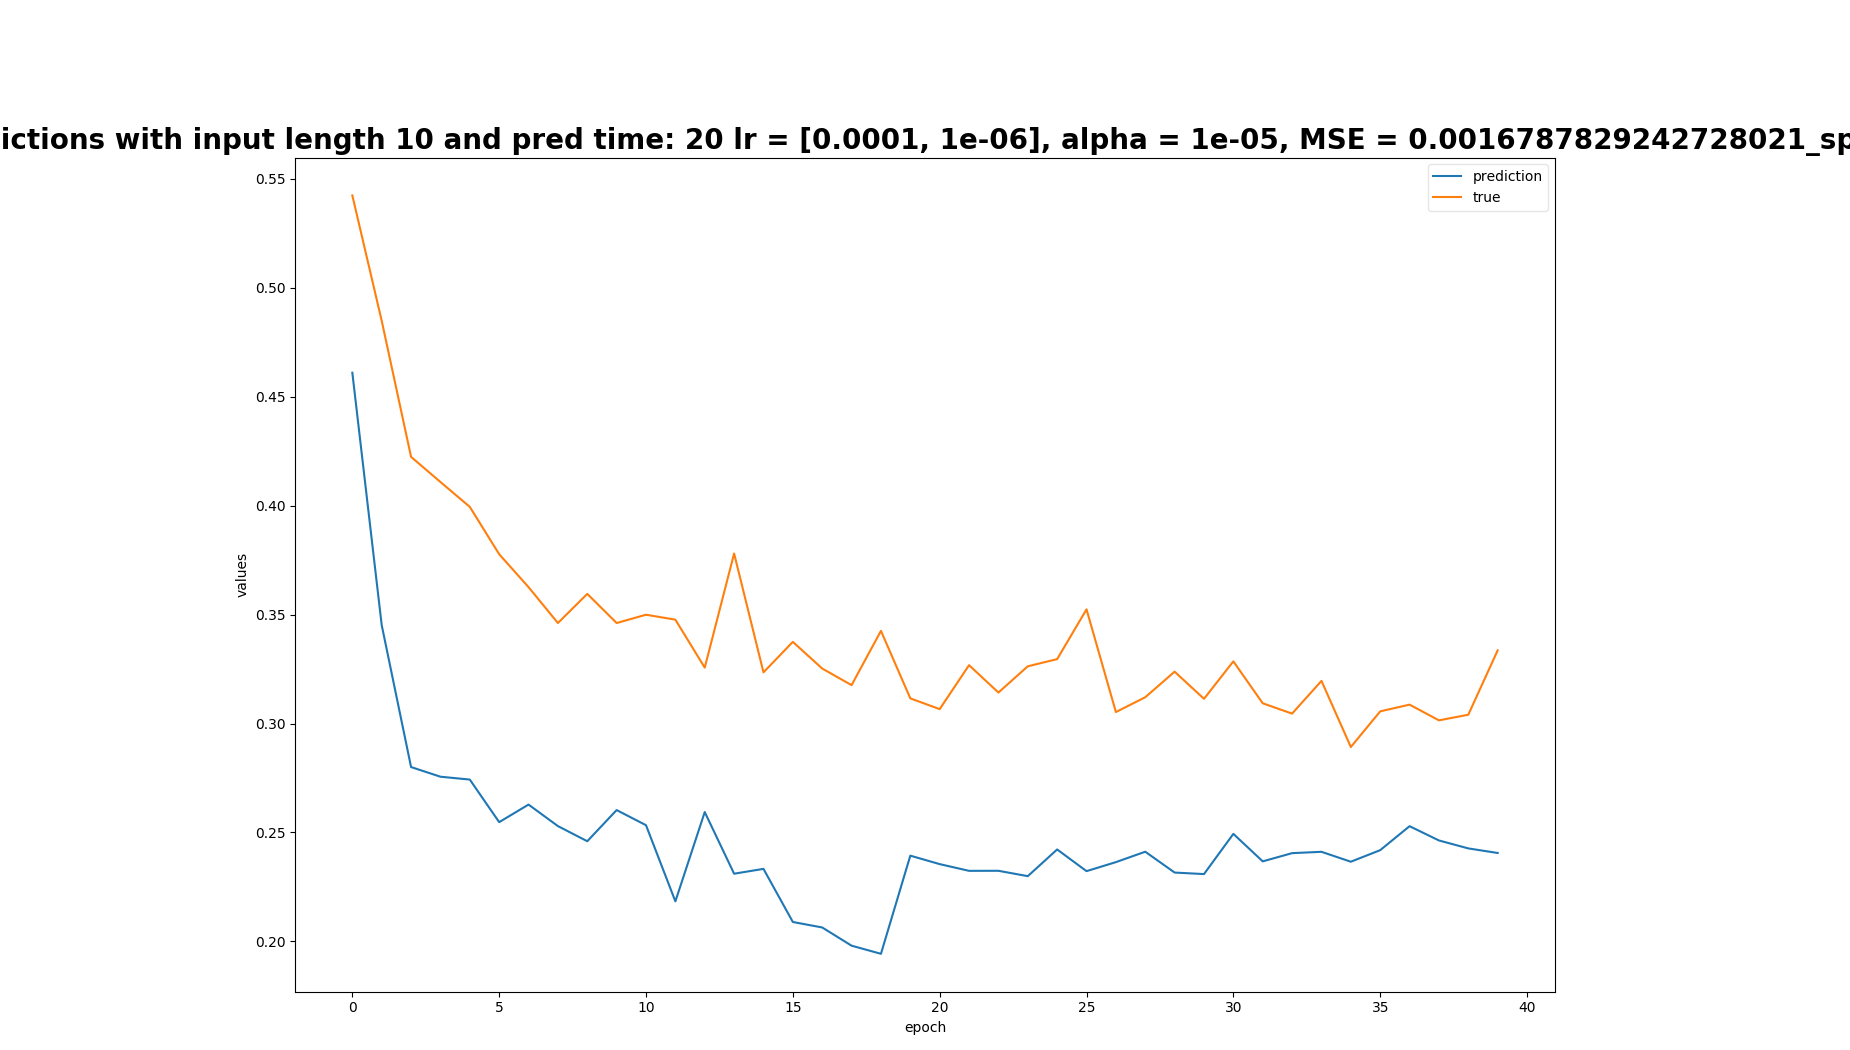 ictions with input length 10 and pred time: 20 lr = [0.0001, 1e-06], alpha = 1e-05, MSE = 0.0016787829242728021_sp
prediction
true
0.55
0.50
0.45
0.40
0.35
0.30
0.25
0.20
values
0 5 10 15 20 25 30 35 40
epoch